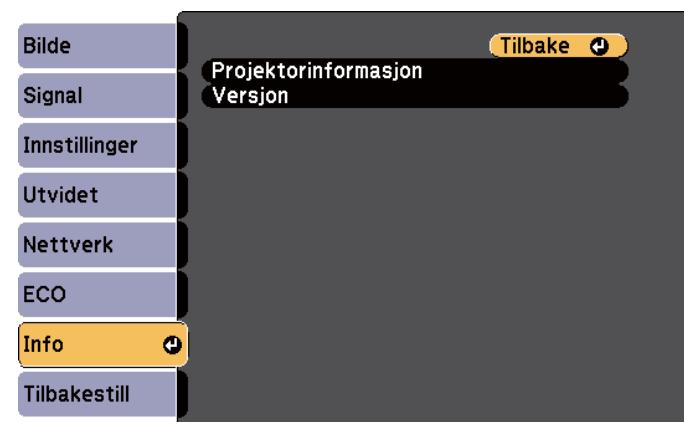 Bilde
Signal
Innstillinger
Utvidet
Nettverk
ECO
Info
Tilbakestill
Tilbake
Projektorinformasjon
Versjon